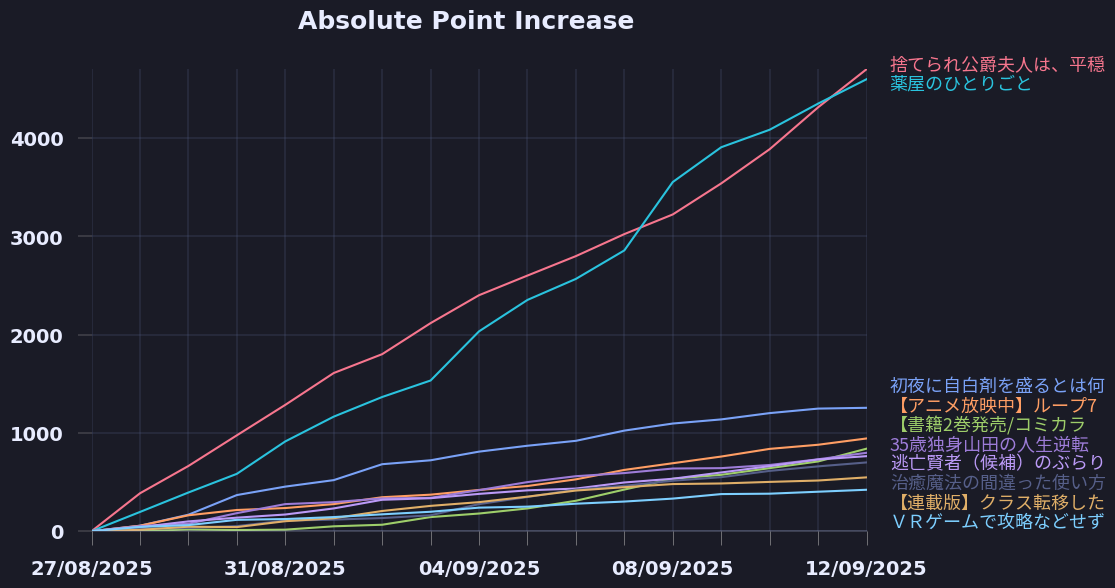 Absolute Point Increase
捨てられ公爵夫人は、平穏
薬屋のひとりごと
4000
3000
2000
初夜に自白剤を盛るとは何
【アニメ放映中】ループ7
1000
【書籍2巻発売/コミカラ
35歳独身山田の人生逆転
逃亡賢者（候補）のぶらり
治癒魔法の間違った使い方
【連載版】クラス転移した
ＶＲゲームで攻略などせず
0
27/08/2025
31/08/2025
04/09/2025
08/09/2025
12/09/2025